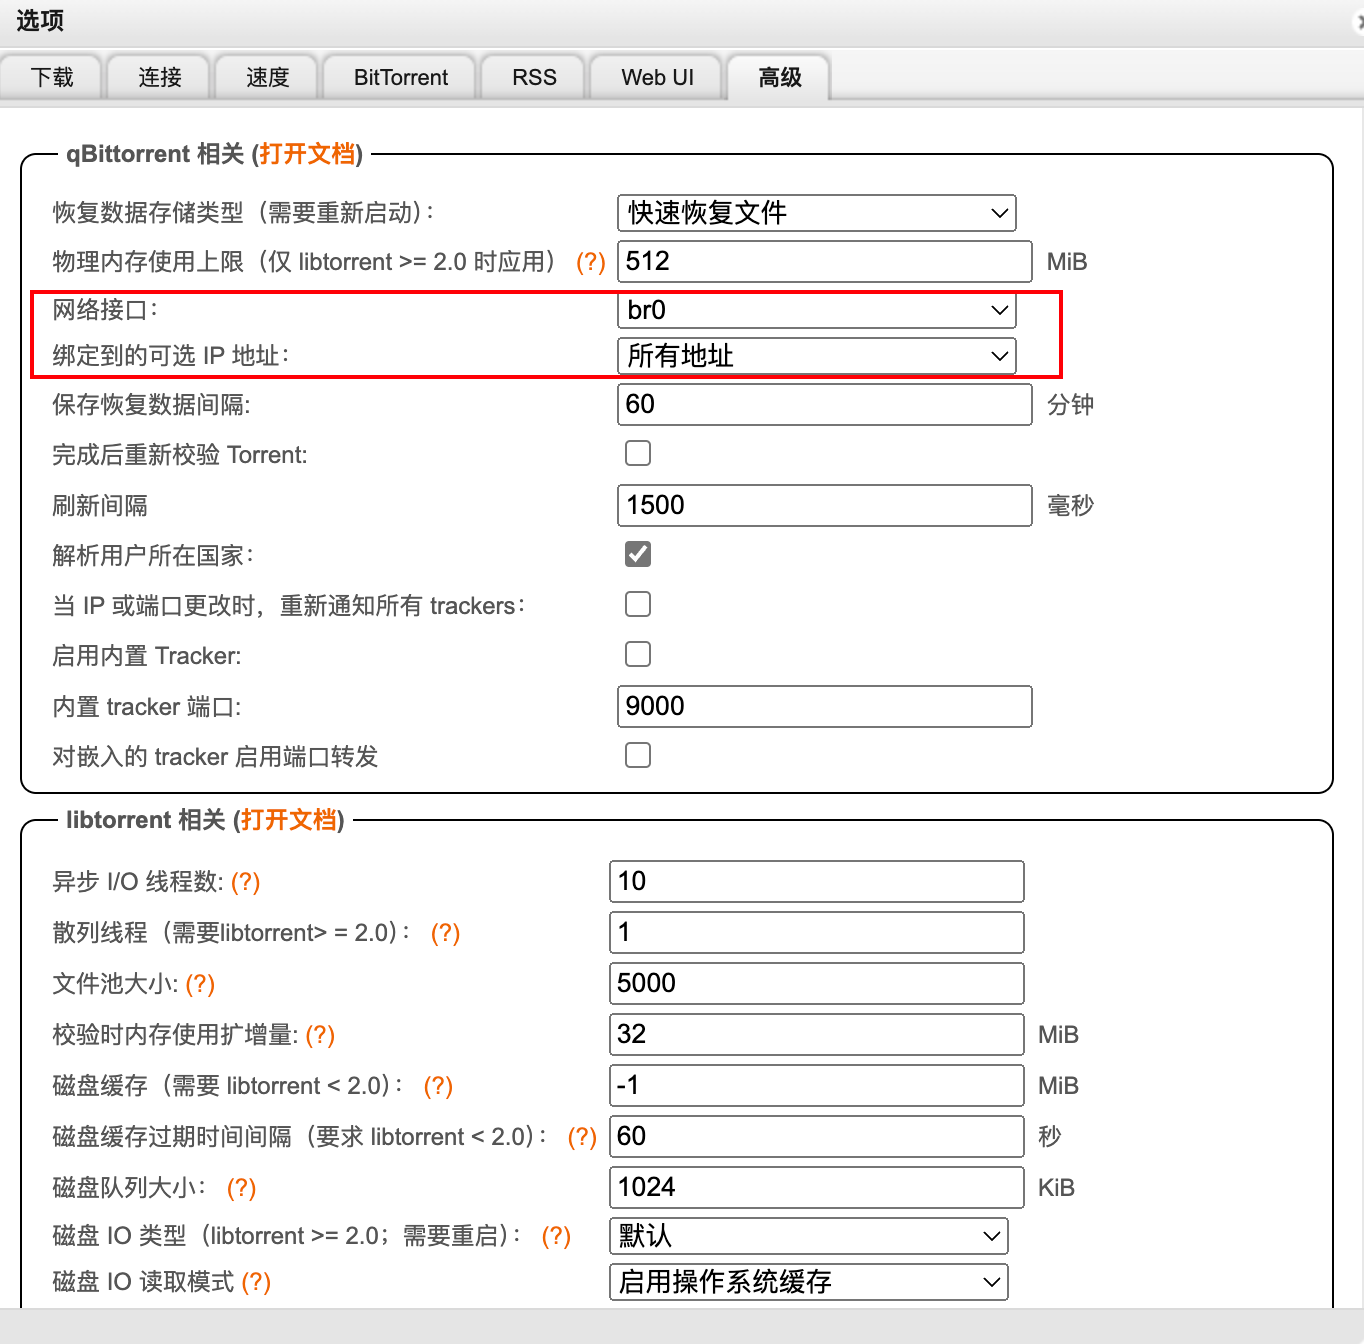 选项
下载 连接 速度 BitTorrent RSS Web UI 高级
qBittorrent 相关 (打开文档)
恢复数据存储类型（需要重新启动）： 快速恢复文件
物理内存使用上限（仅 libtorrent >= 2.0 时应用） (?) 512 MiB
网络接口： br0
绑定到的可选 IP 地址： 所有地址
保存恢复数据间隔: 60 分钟
完成后重新校验 Torrent:
刷新间隔 1500 毫秒
解析用户所在国家：
当 IP 或端口更改时，重新通知所有 trackers：
启用内置 Tracker:
内置 tracker 端口: 9000
对嵌入的 tracker 启用端口转发
libtorrent 相关 (打开文档)
异步 I/O 线程数: (?) 10
散列线程（需要libtorrent> = 2.0）： (?) 1
文件池大小: (?) 5000
校验时内存使用扩增量: (?) 32 MiB
磁盘缓存（需要 libtorrent < 2.0）： (?) -1 MiB
磁盘缓存过期时间间隔（要求 libtorrent < 2.0）： (?) 60 秒
磁盘队列大小： (?) 1024 KiB
磁盘 IO 类型（libtorrent >= 2.0；需要重启）： (?) 默认
磁盘 IO 读取模式 (?) 启用操作系统缓存